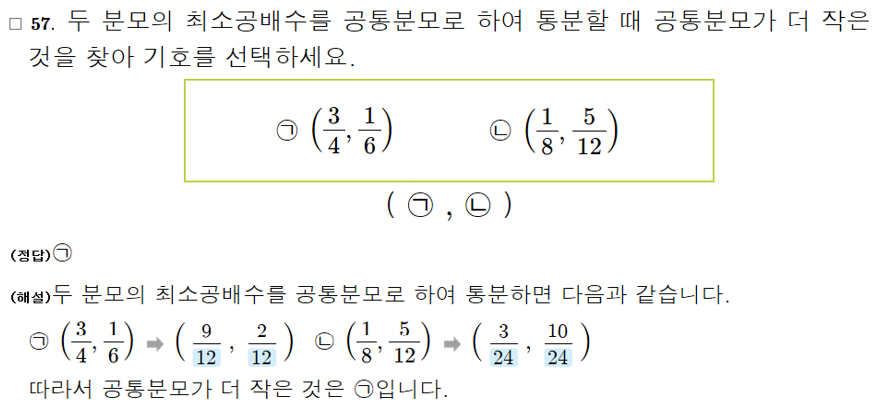 □ 57. 두 분모의 최소공배수를 공통분모로 하여 통분할 때 공통분모가 더 작은
것을 찾아 기호를 선택하세요.
㉠ (3/4, 1/6) ㉡ (1/8, 5/12)
( ㉠ , ㉡ )
(정답)㉠
(해설)두 분모의 최소공배수를 공통분모로 하여 통분하면 다음과 같습니다.
㉠ (3/4, 1/6) ➡ (9/12, 2/12) ㉡ (1/8, 5/12) ➡ (3/24, 10/24)
따라서 공통분모가 더 작은 것은 ㉠입니다.